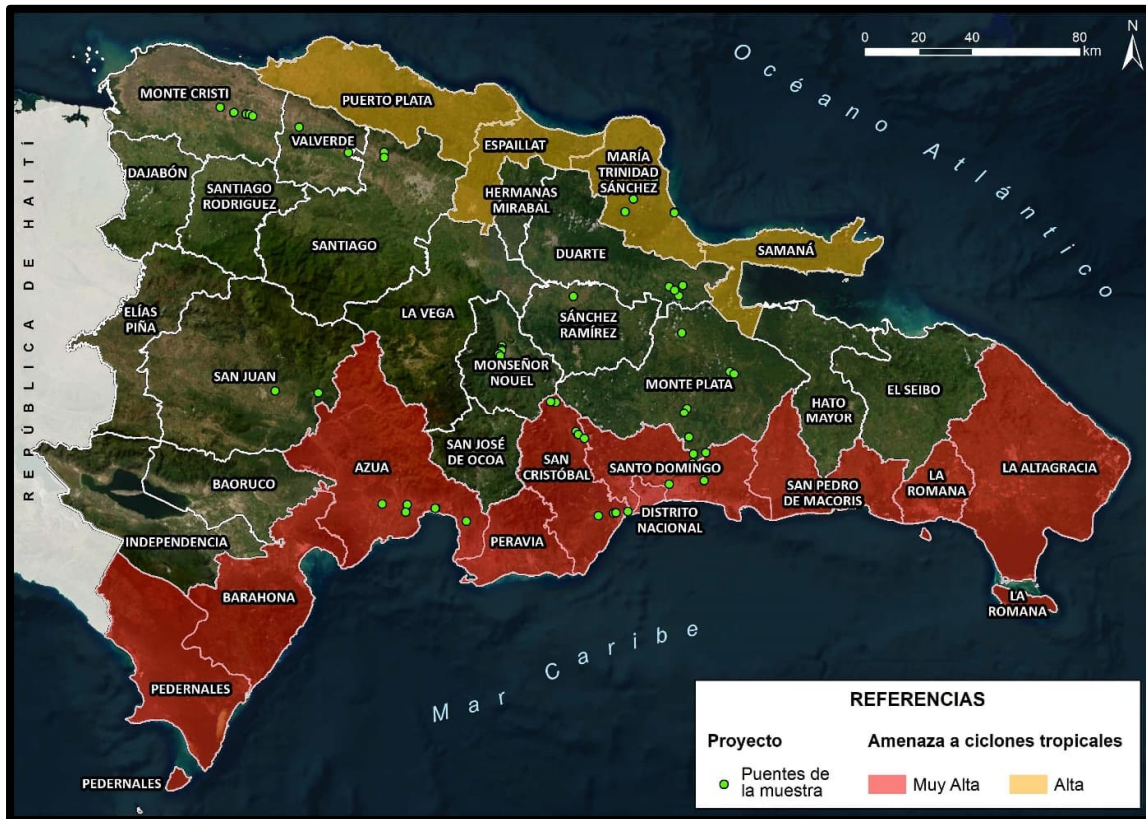 0 20 40 60 80
km
N
Océano Atlántico
REPÚBLICA DE HAITÍ
MONTE CRISTI
PUERTO PLATA
VALVERDE
ESPAILLAT
MARÍA
TRINIDAD
SÁNCHEZ
DAJABÓN
SANTIAGO
RODRIGUEZ
HERMANAS
MIRABAL
SANTIAGO
DUARTE
SAMANÁ
ELÍAS
PIÑA
LA VEGA
SÁNCHEZ
RAMÍREZ
SAN JUAN
MONSEÑOR
NOUEL
MONTE PLATA
EL SEIBO
HATO
MAYOR
SAN JOSÉ
DE OCOA
SAN
CRISTÓBAL
AZUA
SANTO DOMINGO
LA ALTAGRACIA
BAORUCO
SAN PEDRO
DE MACORIS
LA
ROMANA
DISTRITO
NACIONAL
INDEPENDENCIA
PERAVIA
BARAHONA
LA
ROMANA
PEDERNALES
Mar Caribe
PEDERNALES
REFERENCIAS
Proyecto
Puentes de
la muestra
Amenaza a ciclones tropicales
Muy Alta
Alta